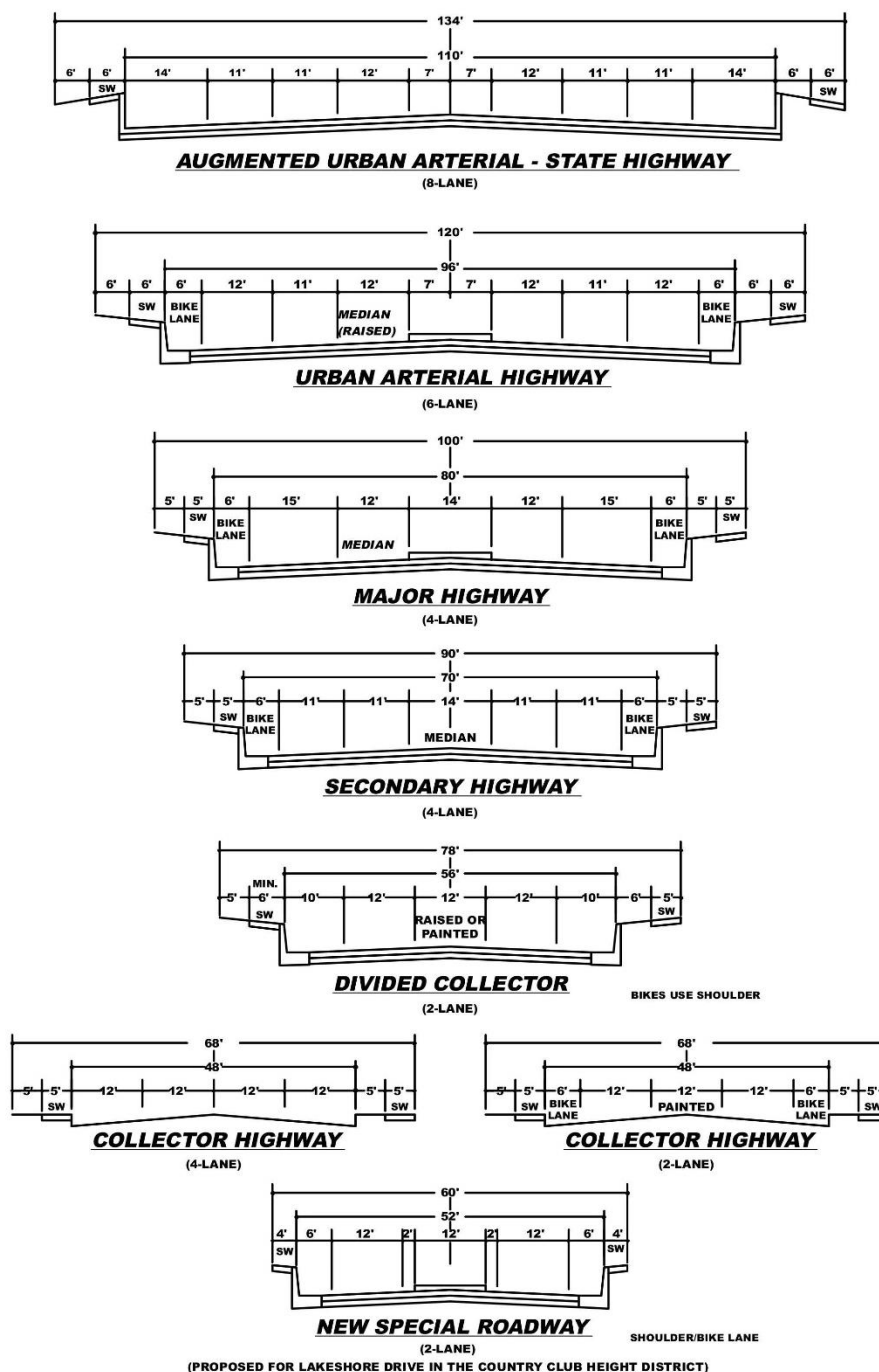 134'
110'
6' 6' 14' 11' 11' 12' 7' 7' 12' 11' 11' 14' 6' 6'
SW SW
AUGMENTED URBAN ARTERIAL - STATE HIGHWAY
(8-LANE)
120'
96'
6' 6' 6' 12' 11' 12' 7' 7' 12' 11' 12' 6' 6' 6'
SW BIKE LANE MEDIAN (RAISED) BIKE LANE SW
URBAN ARTERIAL HIGHWAY
(6-LANE)
100'
80'
5' 5' 6' 15' 12' 14' 12' 15' 6' 5' 5'
SW BIKE LANE MEDIAN BIKE LANE SW
MAJOR HIGHWAY
(4-LANE)
90'
70'
5' 5' 6' 11' 11' 14' 11' 11' 6' 5' 5'
SW BIKE LANE MEDIAN BIKE LANE SW
SECONDARY HIGHWAY
(4-LANE)
78'
56'
MIN.
5' 6' 10' 12' 12' 12' 10' 6' 5'
SW RAISED OR PAINTED SW
DIVIDED COLLECTOR
(2-LANE)
BIKES USE SHOULDER
68'
48'
5' 5' 12' 12' 12' 12' 5' 5'
SW SW
COLLECTOR HIGHWAY
(4-LANE)
68'
48'
5' 5' 6' 12' 12' 12' 6' 5' 5'
SW BIKE LANE PAINTED BIKE LANE SW
COLLECTOR HIGHWAY
(2-LANE)
60'
52'
4' 6' 12' 2' 12' 2' 12' 6' 4'
SW SW
NEW SPECIAL ROADWAY
(2-LANE)
SHOULDER/BIKE LANE
(PROPOSED FOR LAKESHORE DRIVE IN THE COUNTRY CLUB HEIGHT DISTRICT)